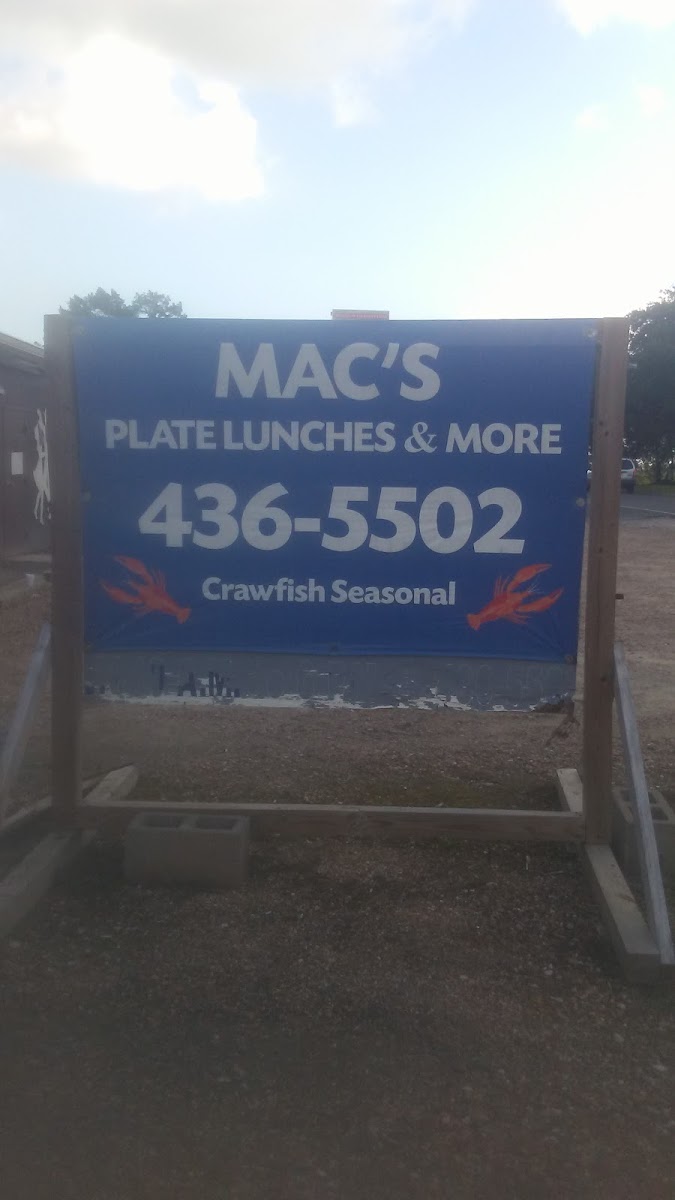 MAC'S
PLATE LUNCHES & MORE
436-5502
Crawfish Seasonal